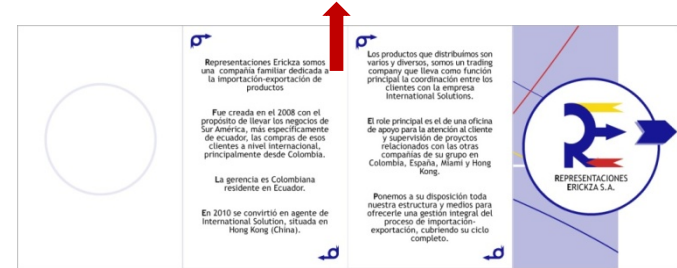 Representaciones Erickza somos
una compañía familiar dedicada a
la importación-exportación de
productos
Fue creada en el 2008 con el
propósito de llevar los negocios de
Sur América, más específicamente
de ecuador, las compras de esos
clientes a nivel internacional,
principalmente desde Colombia.
La gerencia es Colombiana
residente en Ecuador.
En 2010 se convirtió en agente de
International Solution, situada en
Hong Kong (China).
Los productos que distribuimos son
varios y diversos, somos un trading
company que lleva como función
principal la coordinación entre los
clientes con la empresa
International Solutions.
El role principal es el de una oficina
de apoyo para la atención al cliente
y supervisión de proyctos
relacionados con las otras
compañías de su grupo en
Colombia, España, Miami y Hong
Kong.
Ponemos a su disposición toda
nuestra estructura y medios para
ofrecerle una gestión integral del
proceso de importación-
exportación, cubriendo su ciclo
completo.
REPRESENTACIONES
ERICKZA S.A.